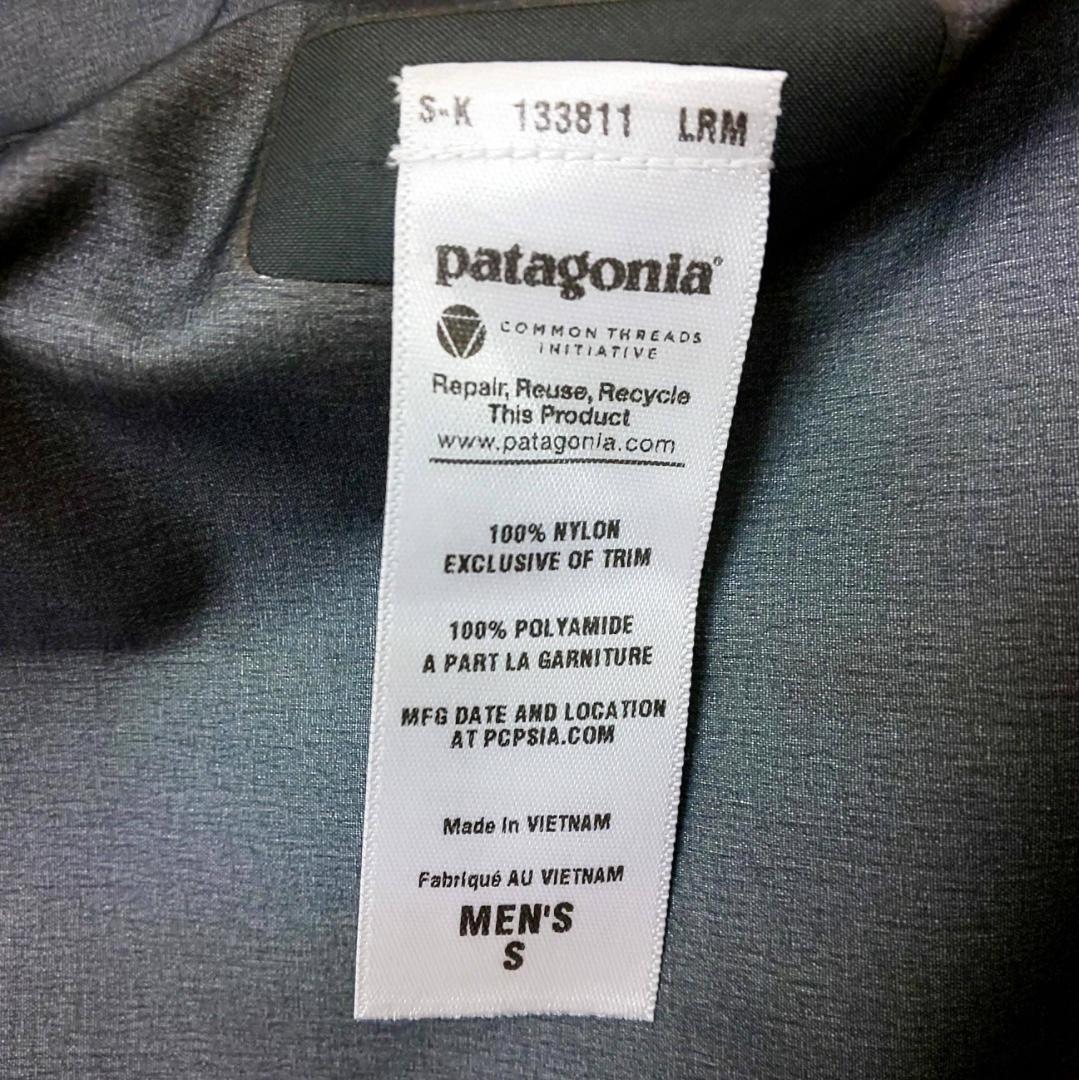 S-K 133811 LRM
patagonia®
COMMON THREADS
INITIATIVE
Repair, Reuse, Recycle
This Product
www.patagonia.com
100% NYLON
EXCLUSIVE OF TRIM
100% POLYAMIDE
A PART LA GARNITURE
MFG DATE AND LOCATION
AT PCPSIA.COM
Made in VIETNAM
Fabriqué AU VIETNAM
MEN'S
S